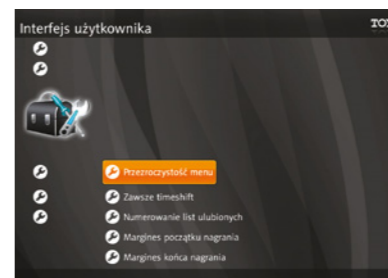 Interfejs użytkownika
Przezroczystość menu
Zawsze timeshift
Numerowanie list ulubionych
Margines początku nagrania
Margines końca nagrania